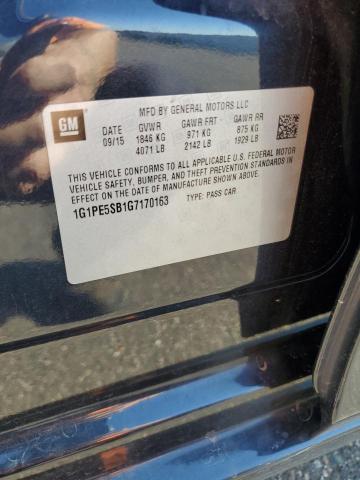 MFD BY GENERAL MOTORS LLC
GM
DATE GVWR GAWR FRT GAWR RR
09/15 1846 KG 971 KG 875 KG
4071 LB 2142 LB 1929 LB
THIS VEHICLE CONFORMS TO ALL APPLICABLE U.S. FEDERAL MOTOR
VEHICLE SAFETY, BUMPER, AND THEFT PREVENTION STANDARDS IN
EFFECT ON THE DATE OF MANUFACTURE SHOWN ABOVE.
1G1PE5SB1G7170163 TYPE: PASS CAR